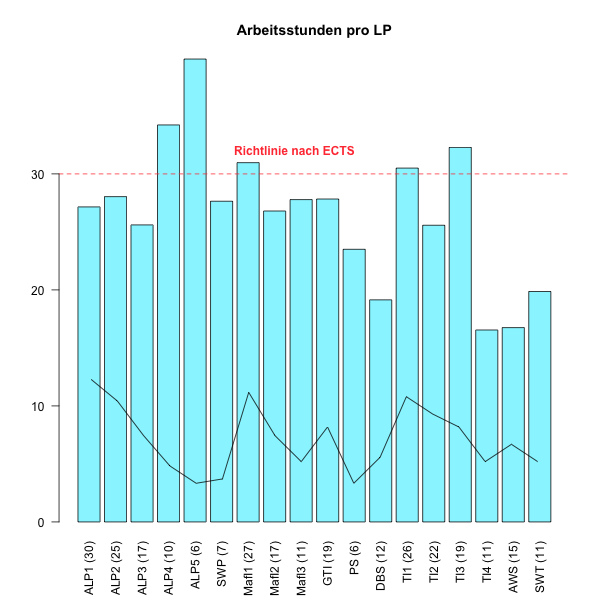 Arbeitsstunden pro LP
Richtlinie nach ECTS
30
20
10
0
ALP1 (30)
ALP2 (25)
ALP3 (17)
ALP4 (10)
ALP5 (6)
SWP (7)
MafI1 (27)
MafI2 (17)
MafI3 (11)
GTI (19)
PS (6)
DBS (12)
TI1 (26)
TI2 (22)
TI3 (19)
TI4 (11)
AWS (15)
SWT (11)